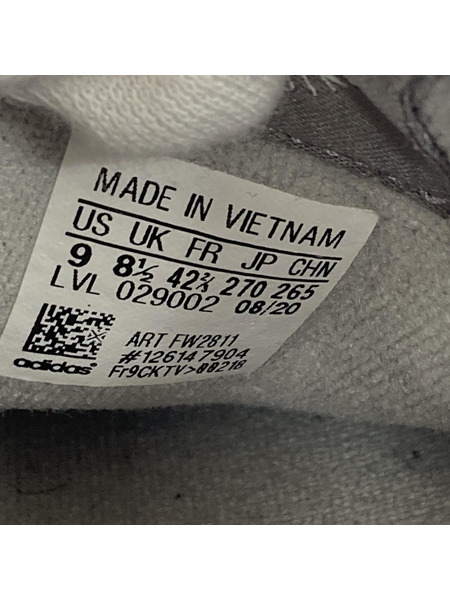 MADE IN VIETNAM
US UK FR JP CHN
9 8½ 42⅔ 270 265
LVL 029002 08/20
ART FW2811
#126147904
adidas® Fr9CKTV>00218